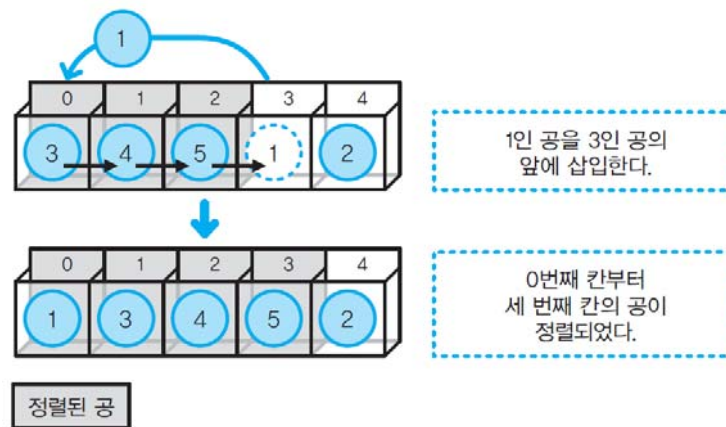 1
0 1 2 3 4
3 4 5 1 2
1인 공을 3인 공의
앞에 삽입한다.
0 1 2 3 4
1 3 4 5 2
0번째 칸부터
세 번째 칸의 공이
정렬되었다.
정렬된 공